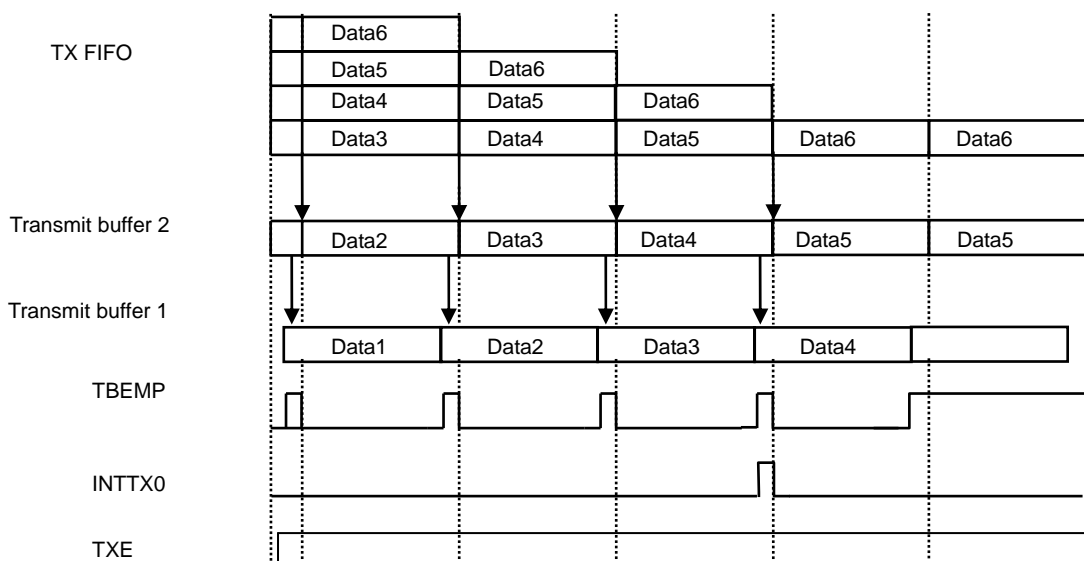 Data6
TX FIFO
Data5 Data6
Data4 Data5 Data6
Data3 Data4 Data5 Data6 Data6
Transmit buffer 2
Data2 Data3 Data4 Data5 Data5
Transmit buffer 1
Data1 Data2 Data3 Data4
TBEMP
INTTX0
TXE